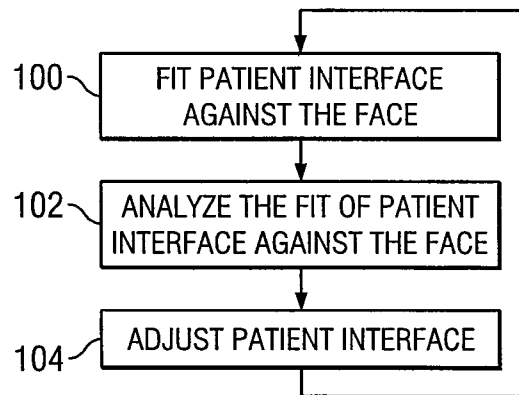 100
FIT PATIENT INTERFACE
AGAINST THE FACE
102
ANALYZE THE FIT OF PATIENT
INTERFACE AGAINST THE FACE
104
ADJUST PATIENT INTERFACE